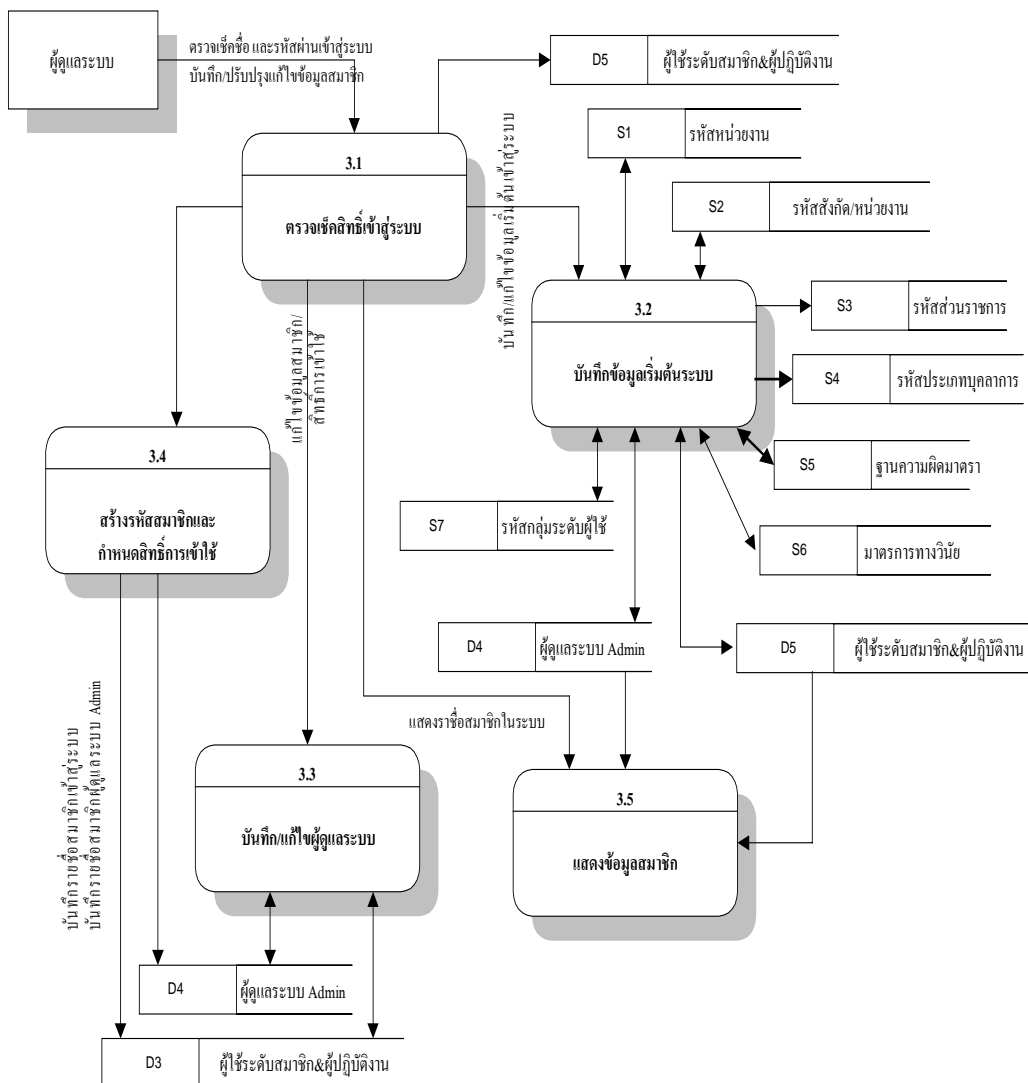 ผู้ดูแลระบบ
ตรวจเช็คชื่อ และรหัสผ่านเข้าสู่ระบบ
บันทึก/ปรับปรุงแก้ไขข้อมูลสมาชิก
D5
ผู้ใช้ระดับสมาชิก&ผู้ปฏิบัติงาน
S1
รหัสหน่วยงาน
3.1
ตรวจเช็คสิทธิ์เข้าสู่ระบบ
บันทึก/แก้ไขข้อมูลเริ่มต้นเข้าสู่ระบบ
S2
รหัสสังกัด/หน่วยงาน
3.2
บันทึกข้อมูลเริ่มต้นระบบ
S3
รหัสส่วนราชการ
S4
รหัสประเภทบุคลาการ
แก้ไขข้อมูลสมาชิก/
สิทธิ์การเข้าใช้
3.4
สร้างรหัสสมาชิกและ
กำหนดสิทธิ์การเข้าใช้
S5
ฐานความผิดมาตรา
S7
รหัสกลุ่มระดับผู้ใช้
S6
มาตรการทางวินัย
D4
ผู้ดูแลระบบ Admin
D5
ผู้ใช้ระดับสมาชิก&ผู้ปฏิบัติงาน
แสดงราชื่อสมาชิกในระบบ
บันทึกรายชื่อสมาชิกเข้าสู่ระบบ
บันทึกรายชื่อสมาชิกผู้ดูแลระบบ Admin
3.3
บันทึก/แก้ไขผู้ดูแลระบบ
3.5
แสดงข้อมูลสมาชิก
D4
ผู้ดูแลระบบ Admin
D3
ผู้ใช้ระดับสมาชิก&ผู้ปฏิบัติงาน